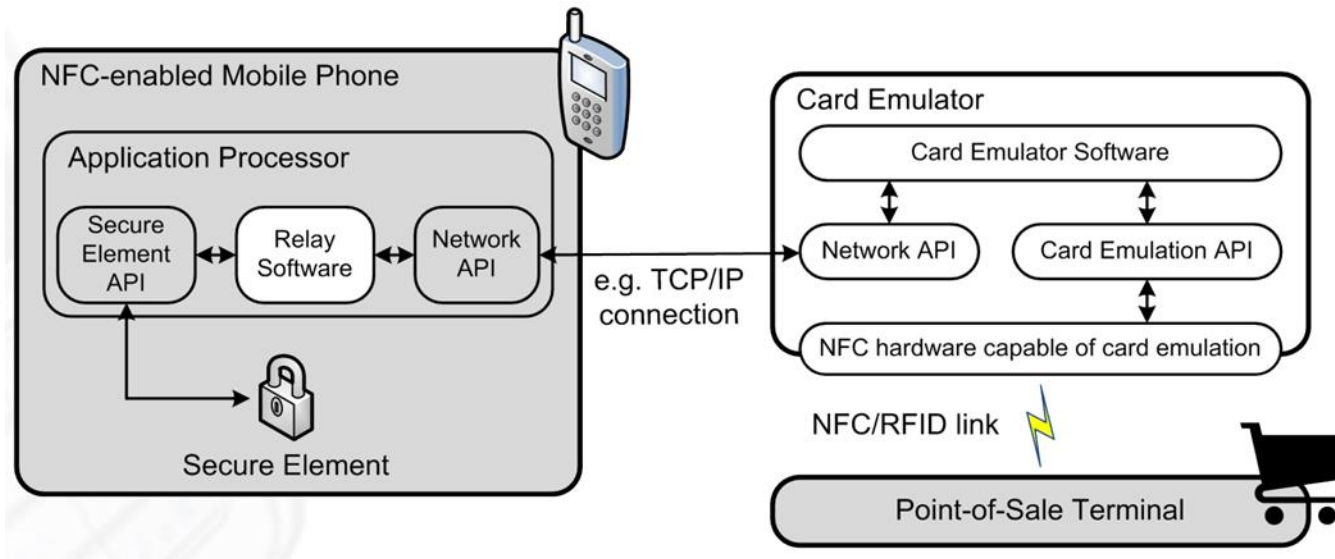 NFC-enabled Mobile Phone
Application Processor
Secure
Element
API
Relay
Software
Network
API
Secure Element
e.g. TCP/IP
connection
Card Emulator
Card Emulator Software
Network API
Card Emulation API
NFC hardware capable of card emulation
NFC/RFID link
Point-of-Sale Terminal